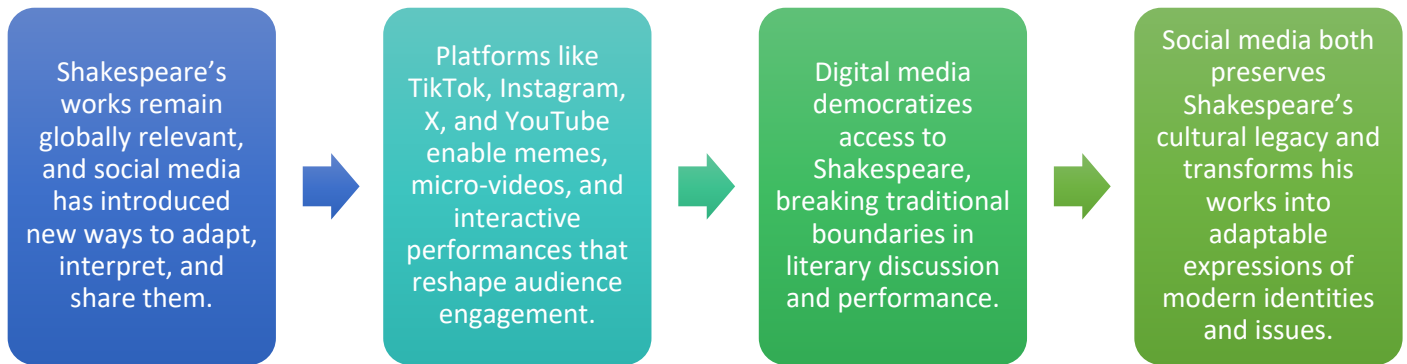 Shakespeare's
works remain
globally relevant,
and social media
has introduced
new ways to adapt,
interpret, and
share them.
Platforms like
TikTok, Instagram,
X, and YouTube
enable memes,
micro-videos, and
interactive
performances that
reshape audience
engagement.
Digital media
democratizes
access to
Shakespeare,
breaking traditional
boundaries in
literary discussion
and performance.
Social media both
preserves
Shakespeare's
cultural legacy and
transforms his
works into
adaptable
expressions of
modern identities
and issues.